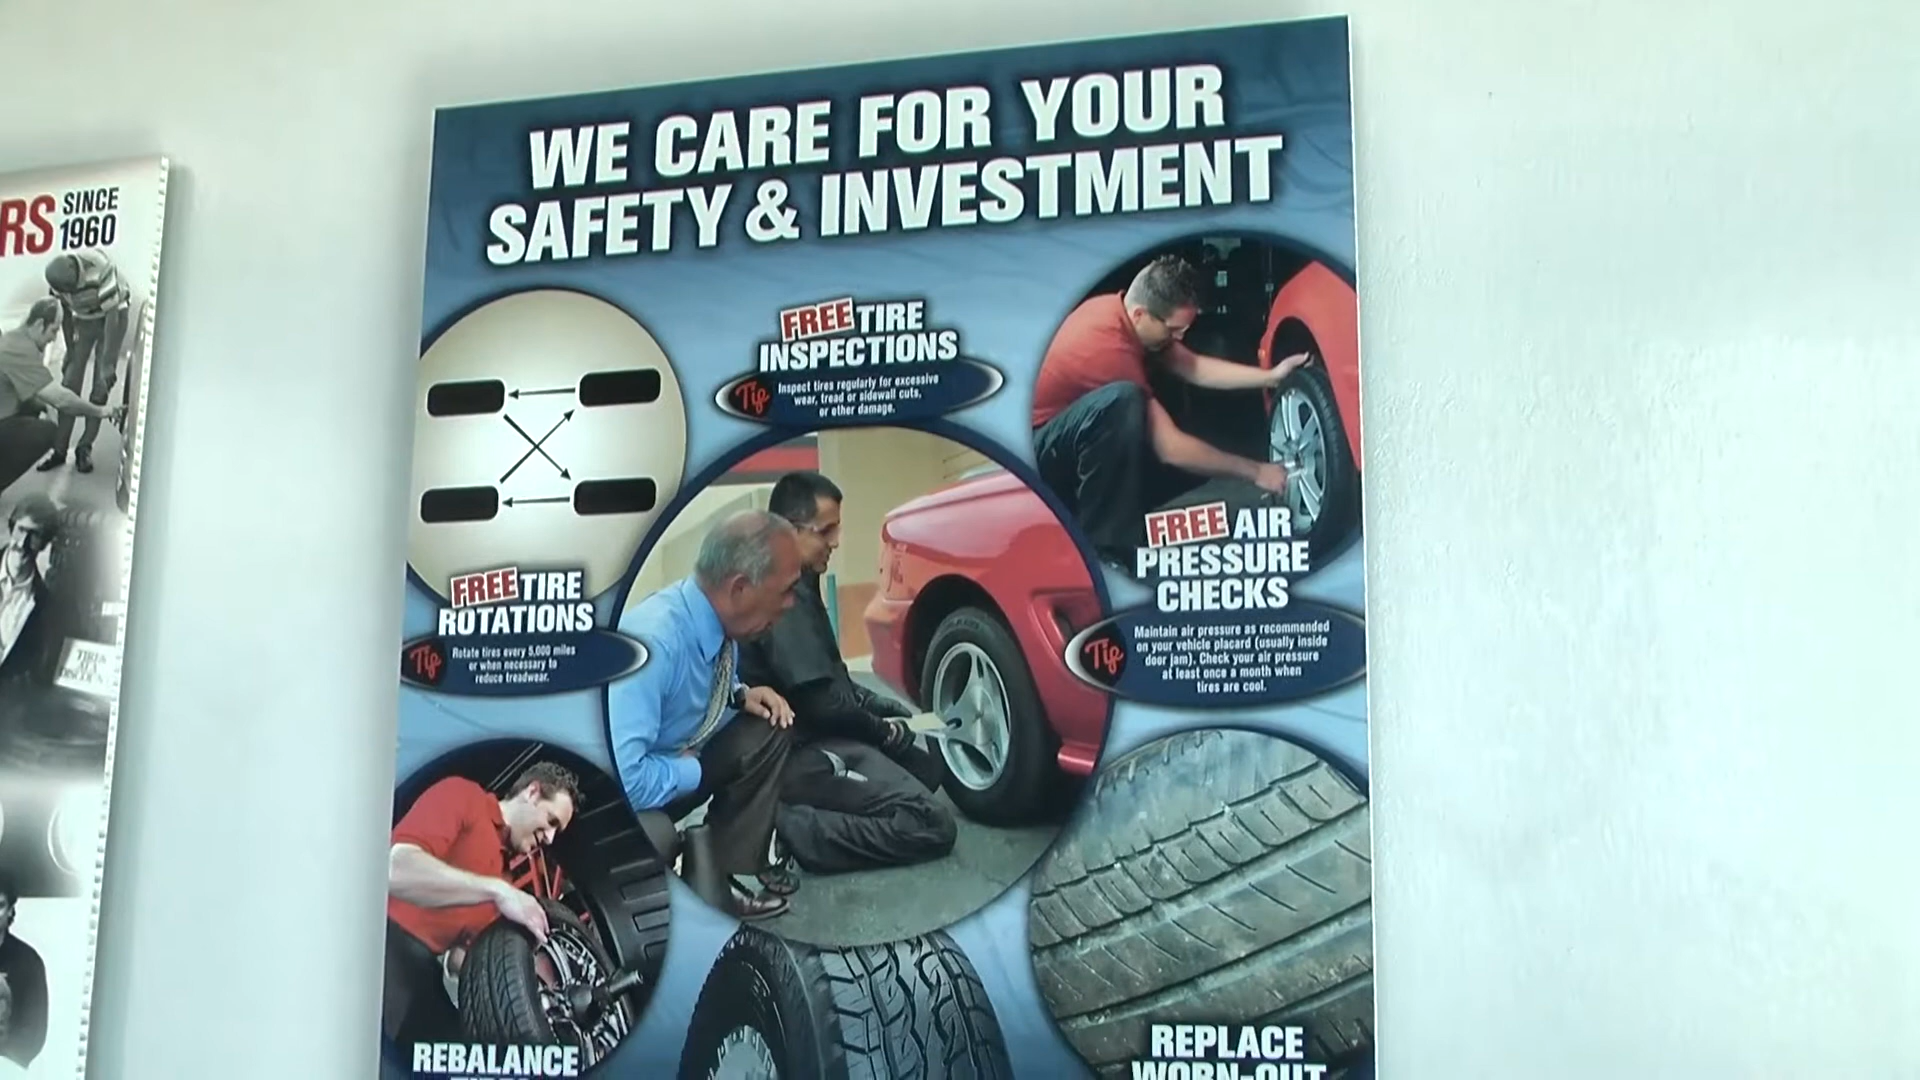 RS SINCE
1960
WE CARE FOR YOUR
SAFETY & INVESTMENT
FREE TIRE
INSPECTIONS
Tip
Inspect tires regularly for excessive
wear, tread or sidewall cuts,
or other damage.
FREE TIRE
ROTATIONS
Tip
Rotate tires every 5,000 miles
or when necessary to
reduce treadwear.
FREE AIR
PRESSURE
CHECKS
Tip
Maintain air pressure as recommended
on your vehicle placard (usually inside
door jam). Check your air pressure
at least once a month when
tires are cool.
REBALANCE
REPLACE
WORN-OUT